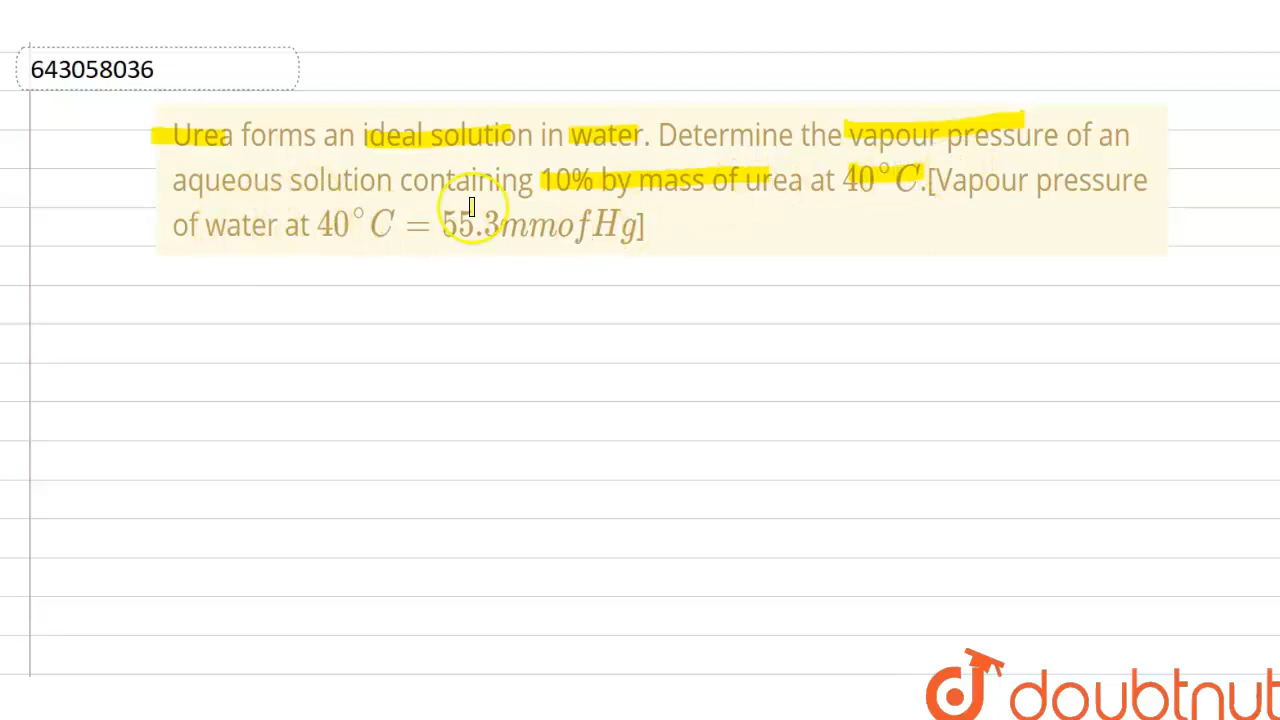 643058036
Urea forms an ideal solution in water. Determine the vapour pressure of an
aqueous solution containing 10% by mass of urea at 40°C.[Vapour pressure
of water at 40°C = 55.3mmofHg]
doubtnut